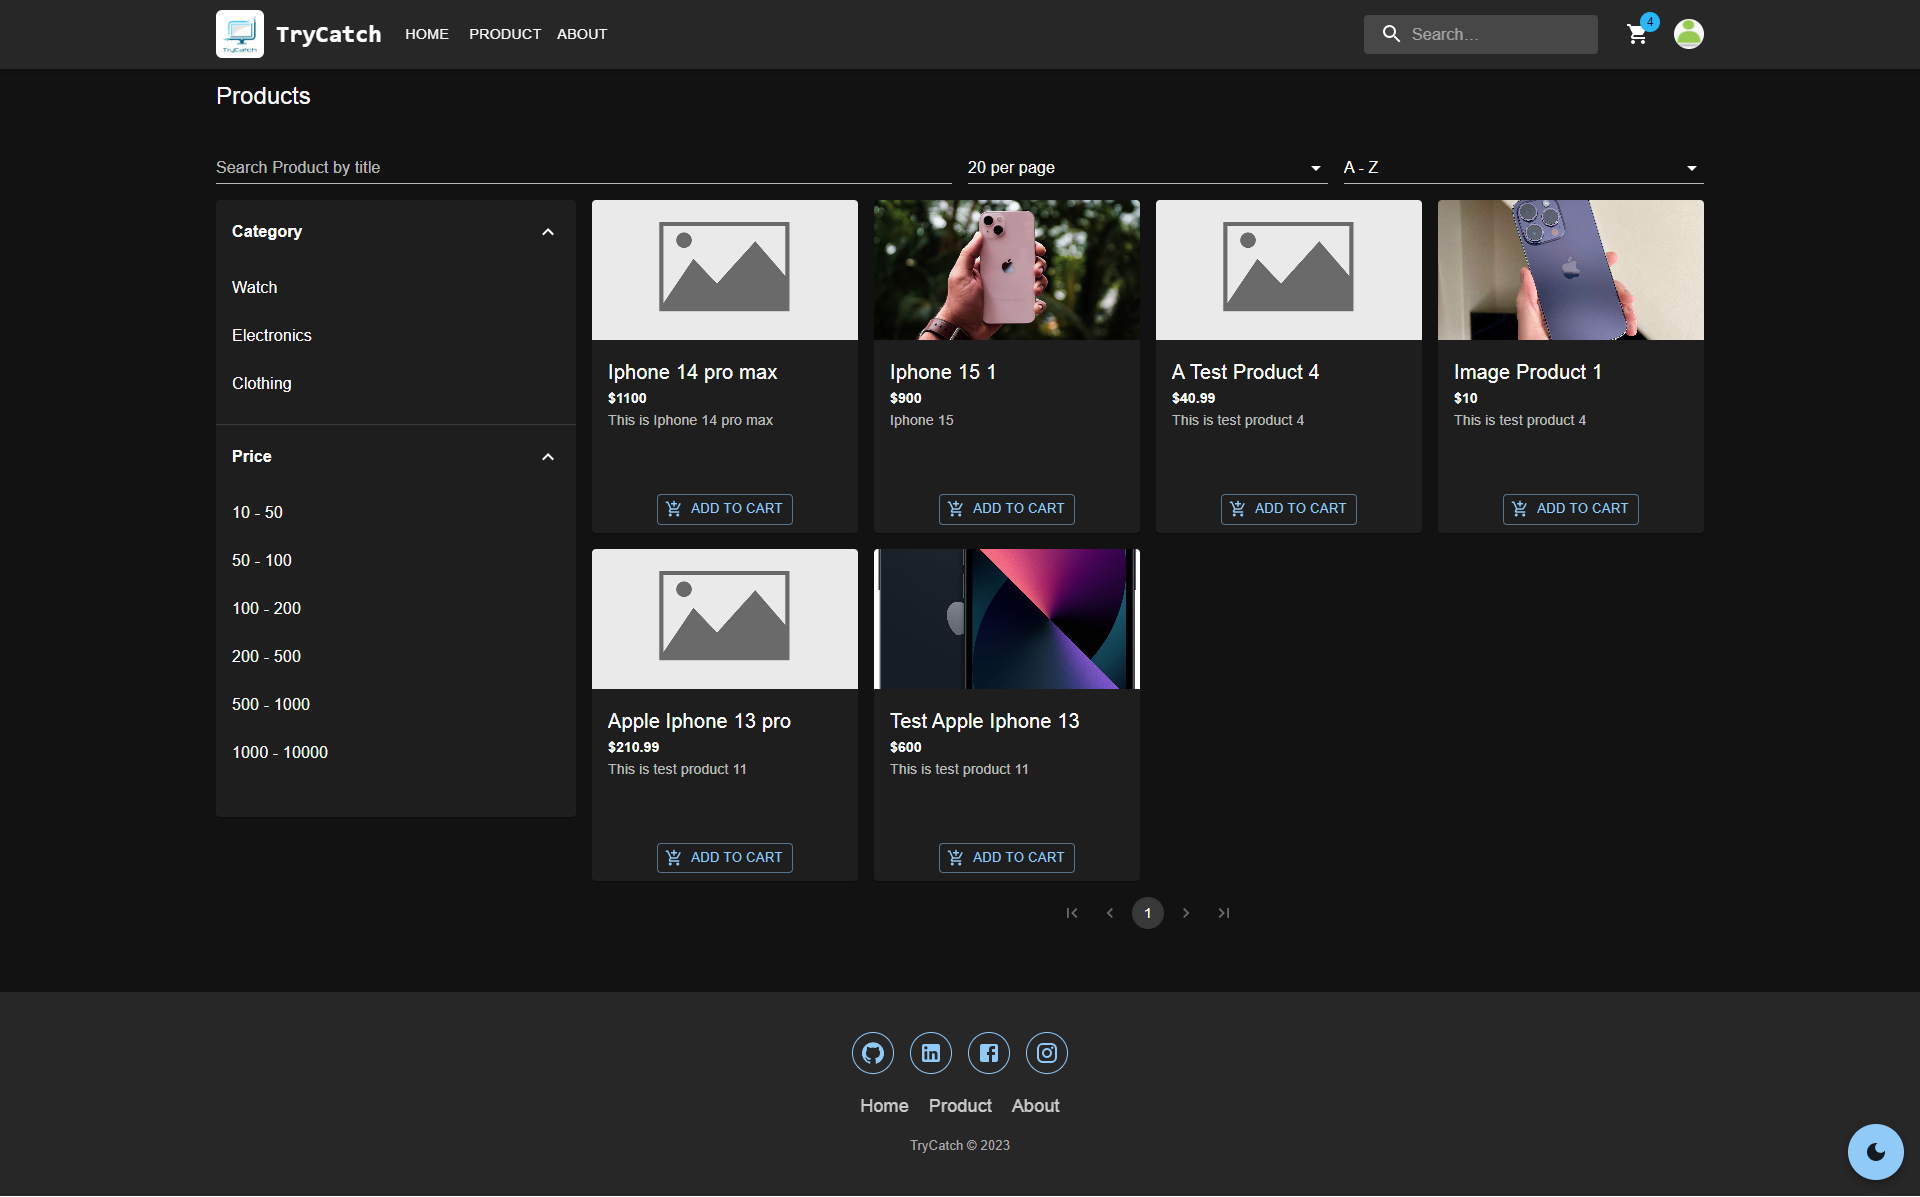 TryCatch
TryCatch
HOME
PRODUCT
ABOUT
Search…
4
Products
Search Product by title
20 per page
A - Z
Category
Watch
Electronics
Clothing
Price
10 - 50
50 - 100
100 - 200
200 - 500
500 - 1000
1000 - 10000
Iphone 14 pro max
$1100
This is Iphone 14 pro max
ADD TO CART
Iphone 15 1
$900
Iphone 15
ADD TO CART
A Test Product 4
$40.99
This is test product 4
ADD TO CART
Image Product 1
$10
This is test product 4
ADD TO CART
Apple Iphone 13 pro
$210.99
This is test product 11
ADD TO CART
Test Apple Iphone 13
$600
This is test product 11
ADD TO CART
1
Home
Product
About
TryCatch © 2023